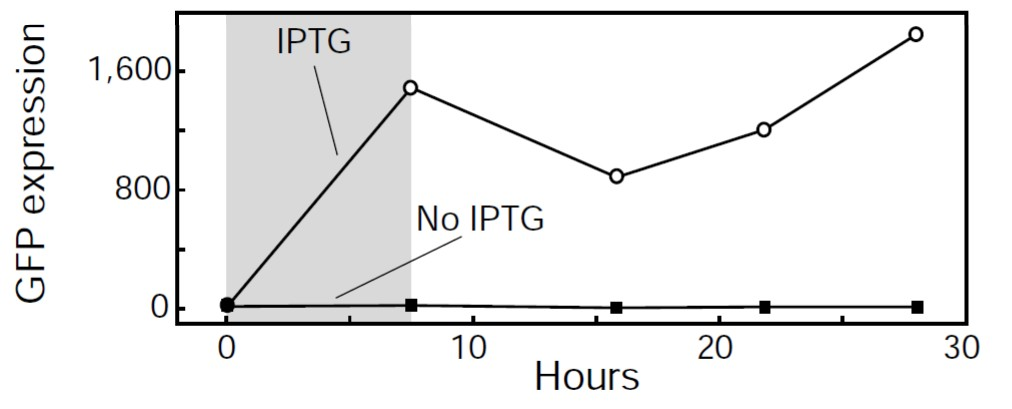 GFP expression
1,600
800
0
IPTG
No IPTG
0
10
20
30
Hours